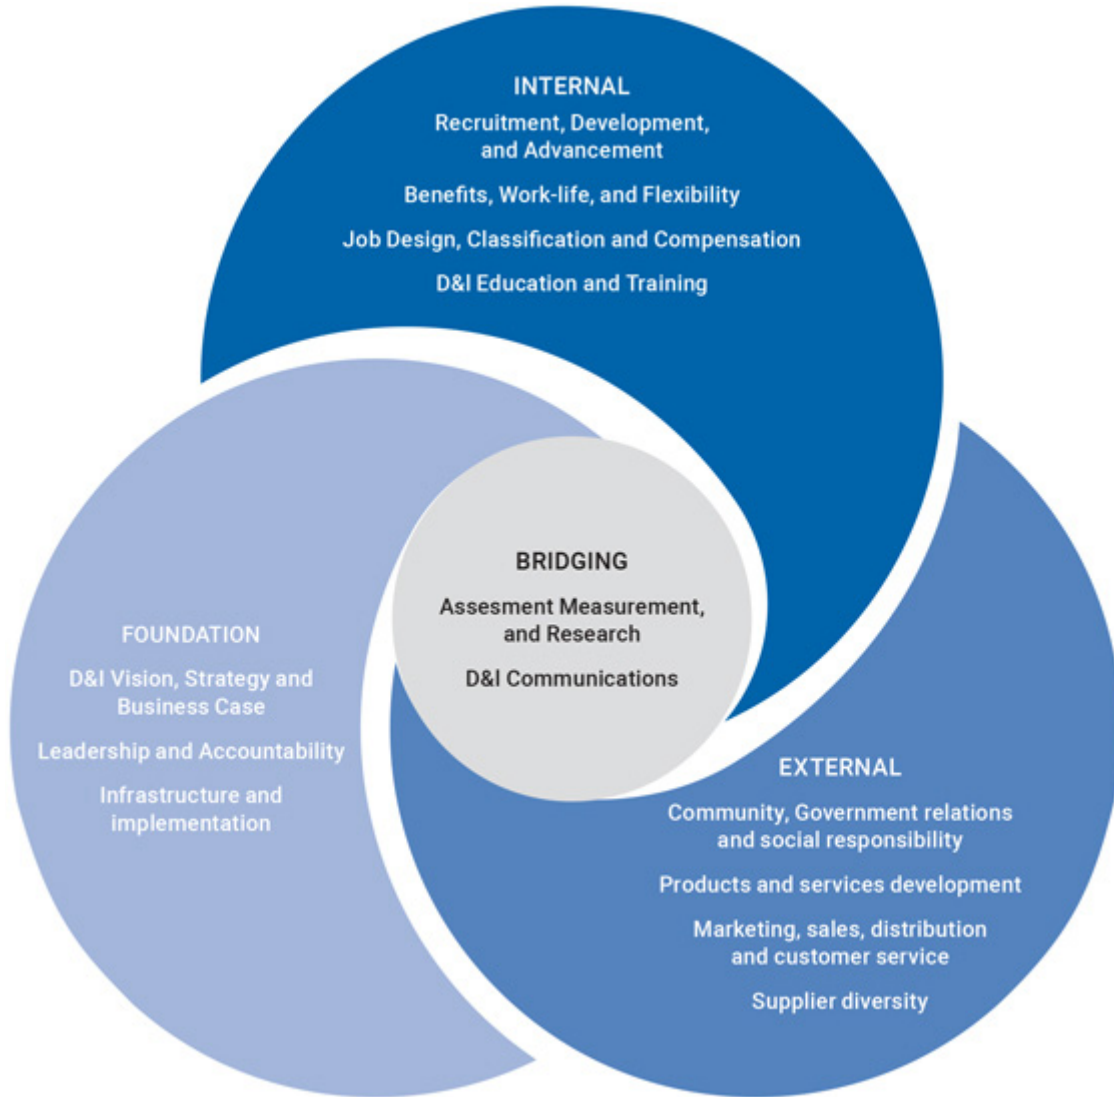 INTERNAL
Recruitment, Development,
and Advancement
Benefits, Work-life, and Flexibility
Job Design, Classification and Compensation
D&I Education and Training
BRIDGING
Assesment Measurement,
and Research
D&I Communications
FOUNDATION
D&I Vision, Strategy and
Business Case
Leadership and Accountability
Infrastructure and
implementation
EXTERNAL
Community, Government relations
and social responsibility
Products and services development
Marketing, sales, distribution
and customer service
Supplier diversity